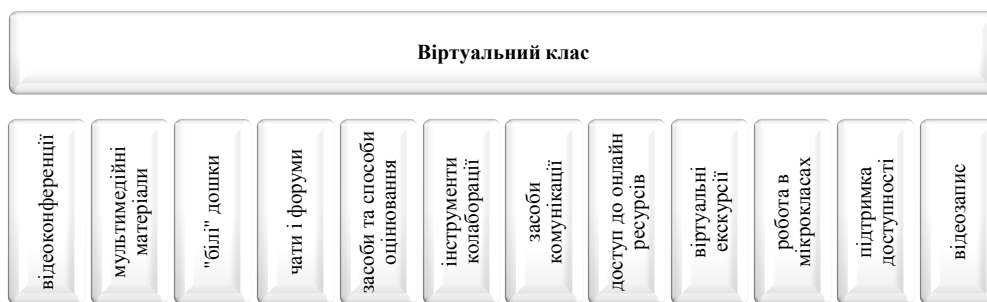 Віртуальний клас
відеоконференції
мультимедійні
матеріали
"білі" дошки
чати і форуми
засоби та способи
оцінювання
інструменти
колаборації
засоби
комунікації
доступ до онлайн
ресурсів
віртуальні
екскурсії
робота в
мікрокласах
підтримка
доступності
відеозапис